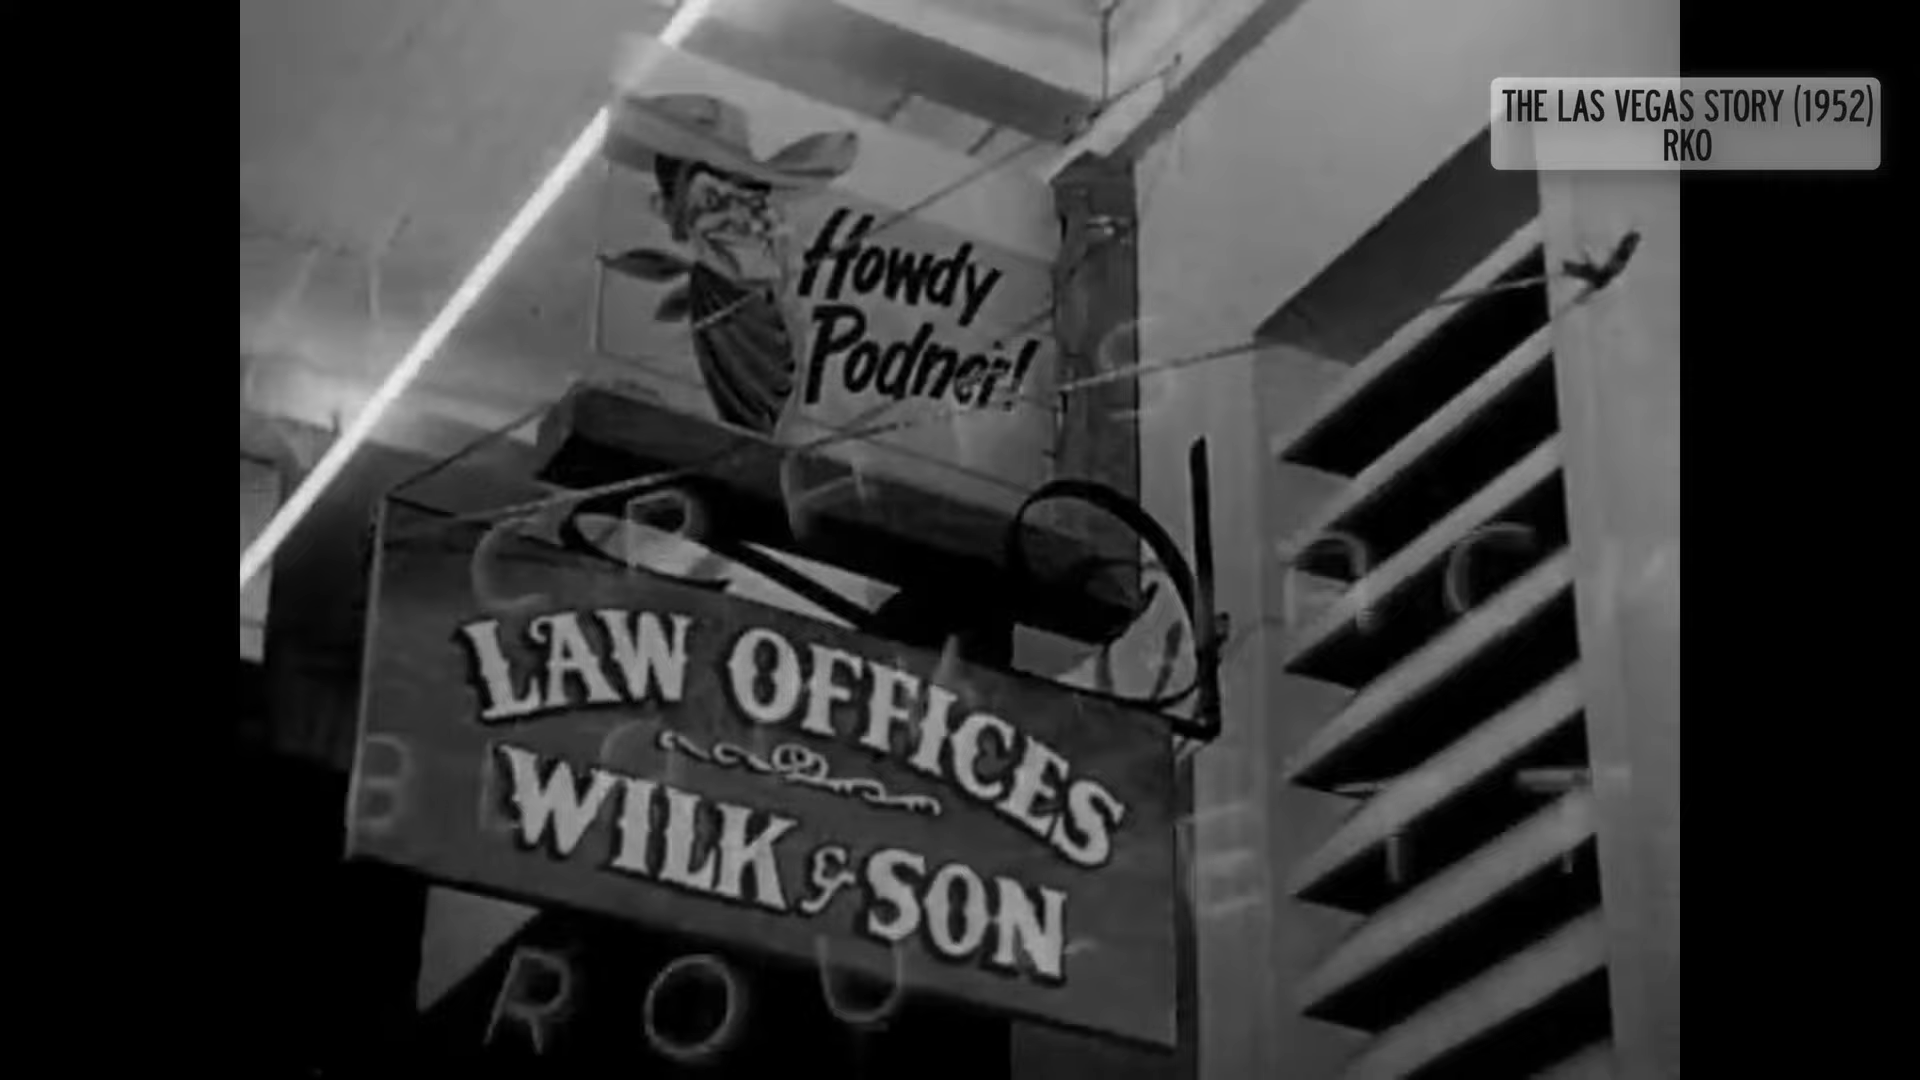 THE LAS VEGAS STORY (1952)
RKO
Howdy
Podner!
LAW OFFICES
WILK & SON